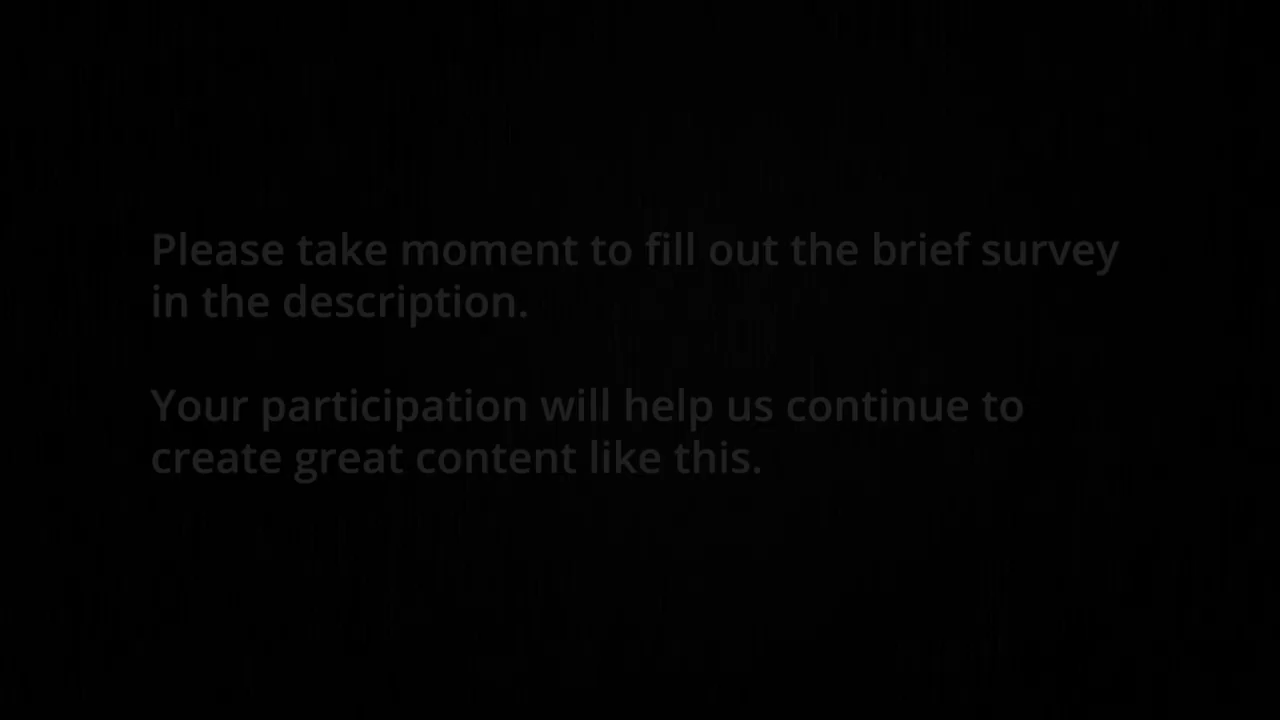 Please take moment to fill out the brief survey
in the description.
Your participation will help us continue to
create great content like this.